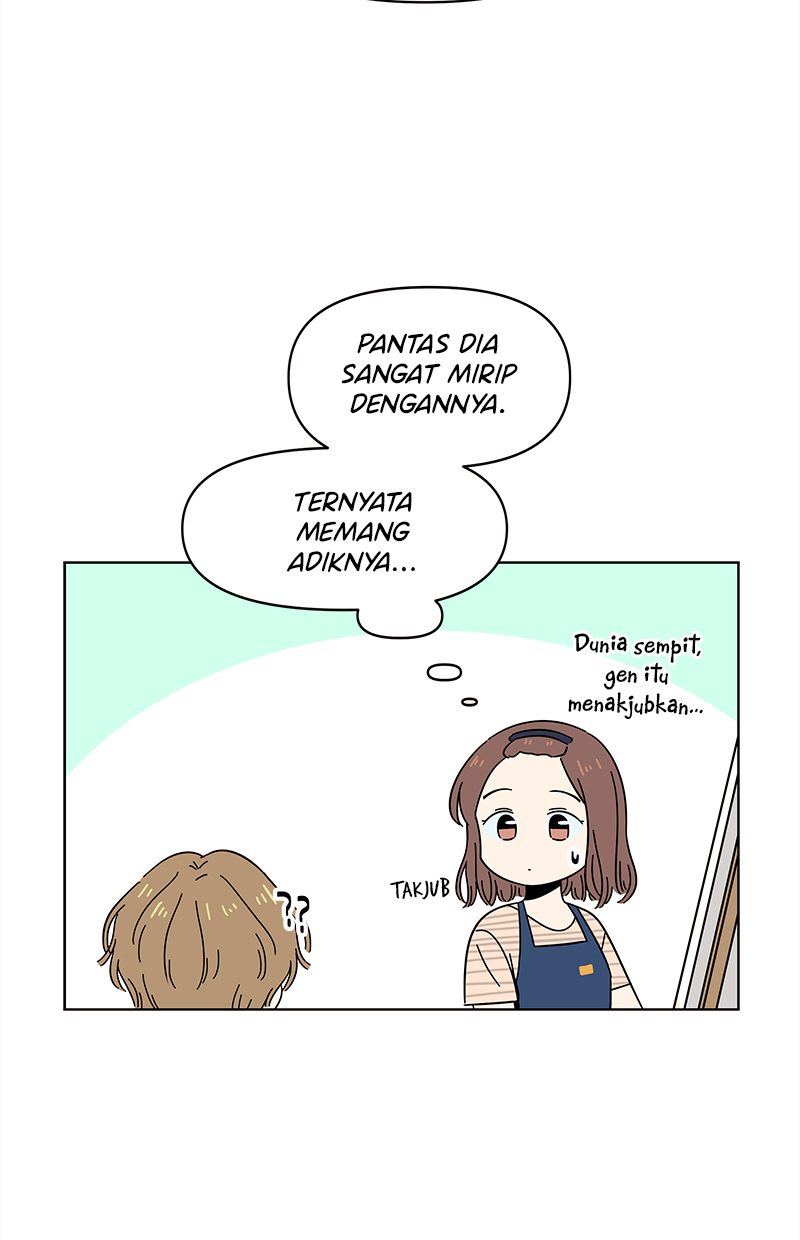 PANTAS DIA
SANGAT MIRIP
DENGANNYA.
TERNYATA
MEMANG
ADIKNYA...
Dunia sempit,
gen itu
menakjubkan...
TAKJUB
??